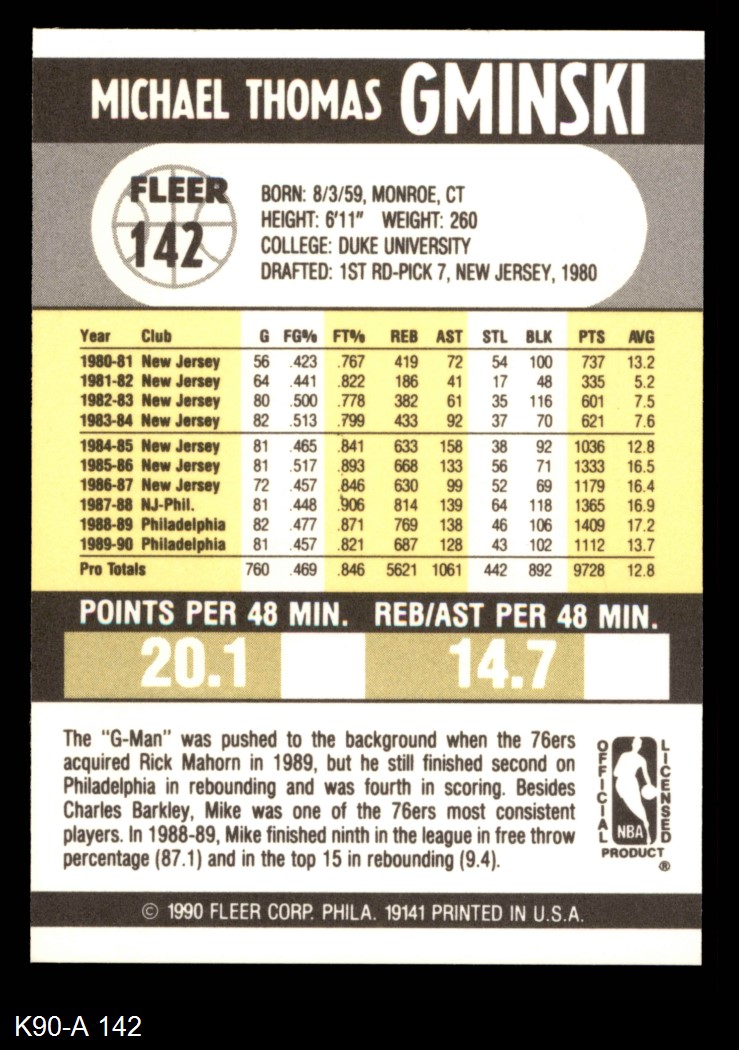 MICHAEL THOMAS GMINSKI
FLEER
142
BORN: 8/3/59, MONROE, CT
HEIGHT: 6'11" WEIGHT: 260
COLLEGE: DUKE UNIVERSITY
DRAFTED: 1ST RD-PICK 7, NEW JERSEY, 1980
Year Club G FG% FT% REB AST STL BLK PTS AVG
1980-81 New Jersey 56 .423 .767 419 72 54 100 737 13.2
1981-82 New Jersey 64 .441 .822 186 41 17 48 335 5.2
1982-83 New Jersey 80 .500 .778 382 61 35 116 601 7.5
1983-84 New Jersey 82 .513 .799 433 92 37 70 621 7.6
1984-85 New Jersey 81 .465 .841 633 158 38 92 1036 12.8
1985-86 New Jersey 81 .517 .893 668 133 56 71 1333 16.5
1986-87 New Jersey 72 .457 .846 630 99 52 69 1179 16.4
1987-88 NJ-Phil. 81 .448 .906 814 139 64 118 1365 16.9
1988-89 Philadelphia 82 .477 .871 769 138 46 106 1409 17.2
1989-90 Philadelphia 81 .457 .821 687 128 43 102 1112 13.7
Pro Totals 760 .469 .846 5621 1061 442 892 9728 12.8
POINTS PER 48 MIN. REB/AST PER 48 MIN.
20.1 14.7
The "G-Man" was pushed to the background when the 76ers
acquired Rick Mahorn in 1989, but he still finished second on
Philadelphia in rebounding and was fourth in scoring. Besides
Charles Barkley, Mike was one of the 76ers most consistent
players. In 1988-89, Mike finished ninth in the league in free throw
percentage (87.1) and in the top 15 in rebounding (9.4).
OFFICIAL
LICENSED
NBA
PRODUCT
®
© 1990 FLEER CORP. PHILA. 19141 PRINTED IN U.S.A.
K90-A 142